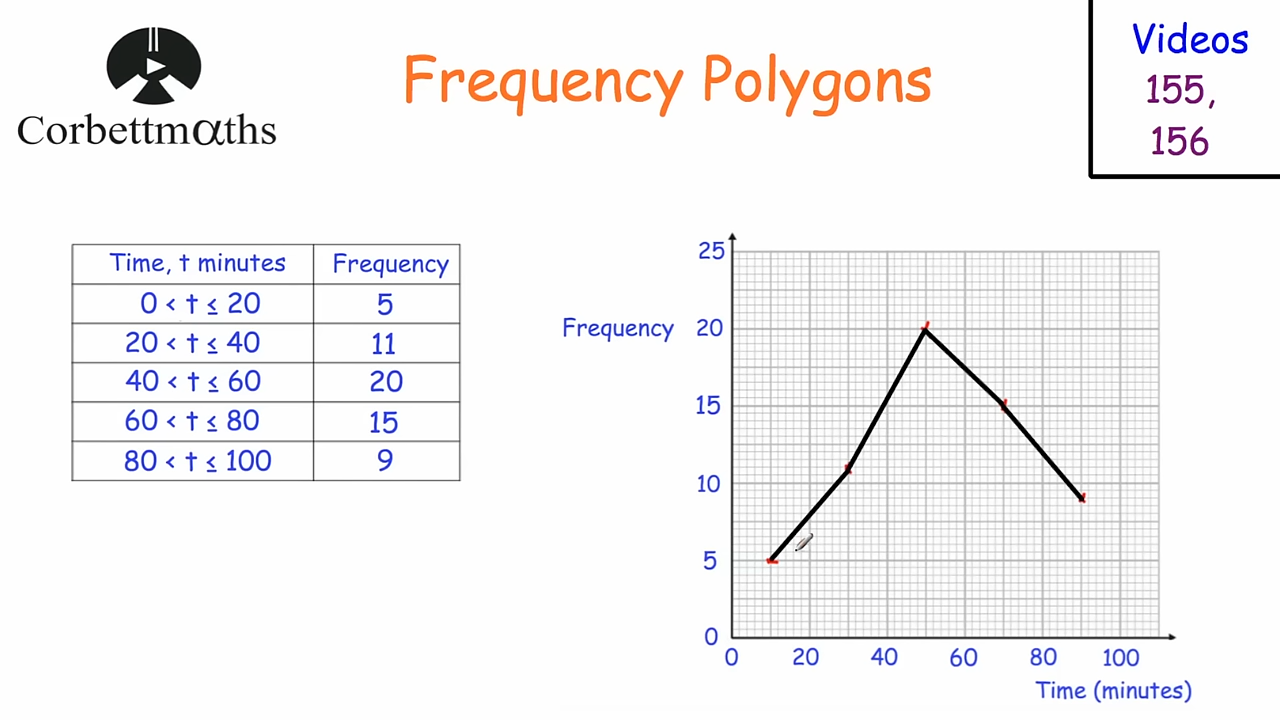 Corbettmαths
Frequency Polygons
Videos
155,
156
Time, t minutes Frequency
0 < t ≤ 20 5
20 < t ≤ 40 11
40 < t ≤ 60 20
60 < t ≤ 80 15
80 < t ≤ 100 9
Frequency
25
20
15
10
5
0
0 20 40 60 80 100
Time (minutes)